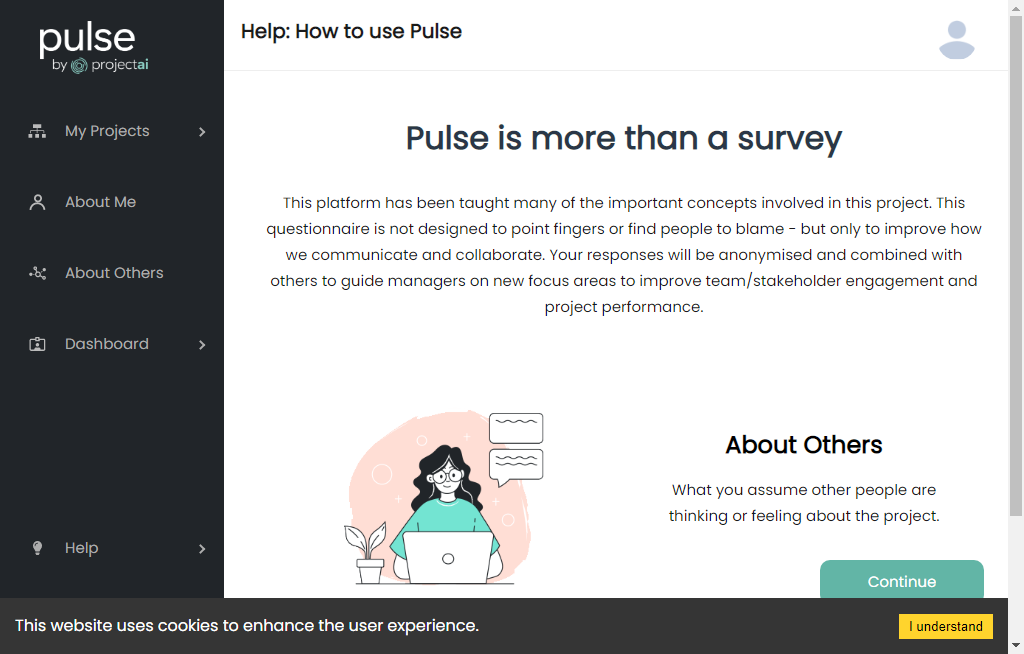 pulse
by projectai
My Projects
About Me
About Others
Dashboard
Help
Help: How to use Pulse
Pulse is more than a survey
This platform has been taught many of the important concepts involved in this project. This
questionnaire is not designed to point fingers or find people to blame - but only to improve how
we communicate and collaborate. Your responses will be anonymised and combined with
others to guide managers on new focus areas to improve team/stakeholder engagement and
project performance.
About Others
What you assume other people are
thinking or feeling about the project.
Continue
This website uses cookies to enhance the user experience.
I understand